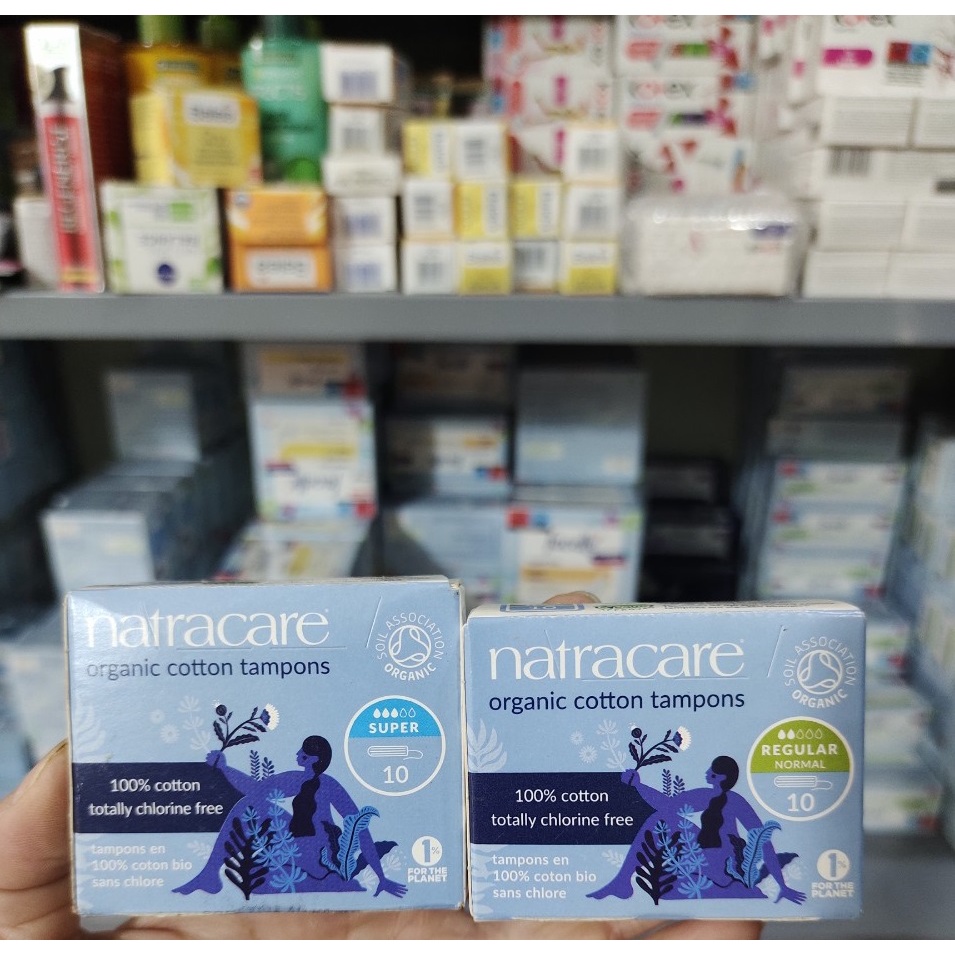 natracare
organic cotton tampons
SOIL ASSOCIATION
ORGANIC
SUPER
10
100% cotton
totally chlorine free
tampons en
100% coton bio
sans chlore
1%
FOR THE
PLANET
natracare
organic cotton tampons
SOIL ASSOCIATION
ORGANIC
REGULAR
NORMAL
10
100% cotton
totally chlorine free
tampons en
100% coton bio
sans chlore
1%
FOR THE
PLANET